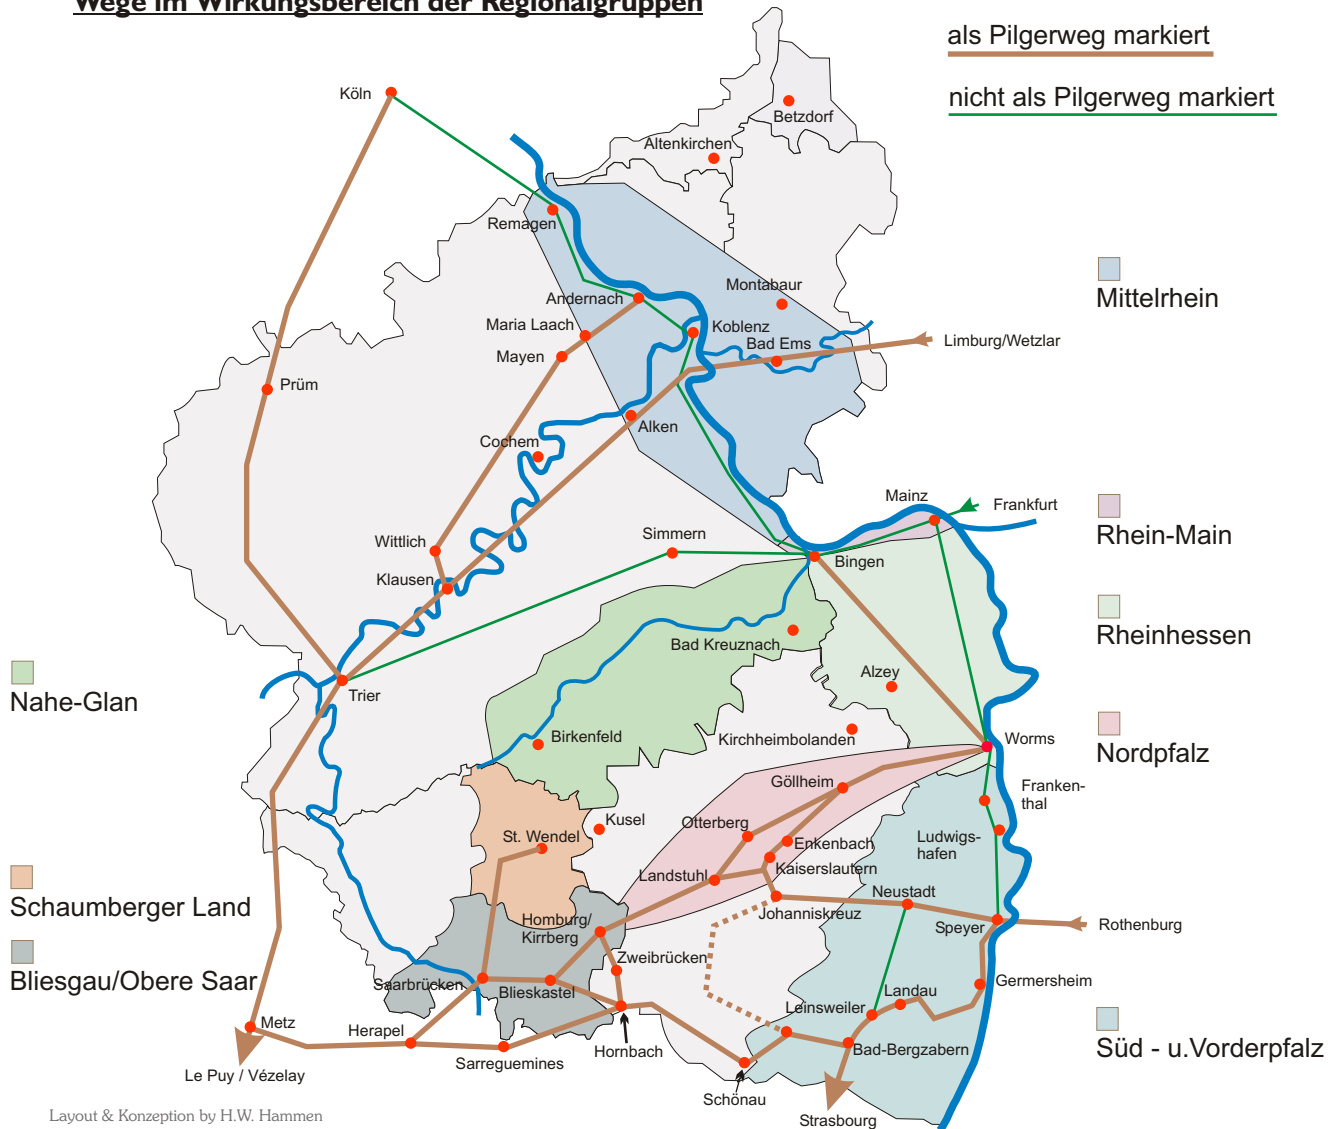 Wege im Wirkungsbereich der Regionalgruppen
als Pilgerweg markiert
nicht als Pilgerweg markiert
Köln
Betzdorf
Altenkirchen
Remagen
Montabaur
Mittelrhein
Andernach
Maria Laach
Koblenz
Bad Ems
Limburg/Wetzlar
Mayen
Prüm
Alken
Cochem
Mainz
Frankfurt
Rhein-Main
Simmern
Wittlich
Bingen
Klausen
Rheinhessen
Bad Kreuznach
Alzey
Trier
Nahe-Glan
Birkenfeld
Kirchheimbolanden
Worms
Nordpfalz
Göllheim
Franken-
thal
Kusel
Otterberg
St. Wendel
Enkenbach
Ludwigs-
hafen
Kaiserslautern
Landstuhl
Neustadt
Schaumberger Land
Johanniskreuz
Homburg/
Kirrberg
Speyer
Rothenburg
Zweibrücken
Bliesgau/Obere Saar
Saarbrücken
Blieskastel
Germersheim
Landau
Leinsweiler
Metz
Herapel
Hornbach
Bad-Bergzabern
Süd - u.Vorderpfalz
Sarreguemines
Le Puy / Vézelay
Schönau
Strasbourg
Layout & Konzeption by H.W. Hammen